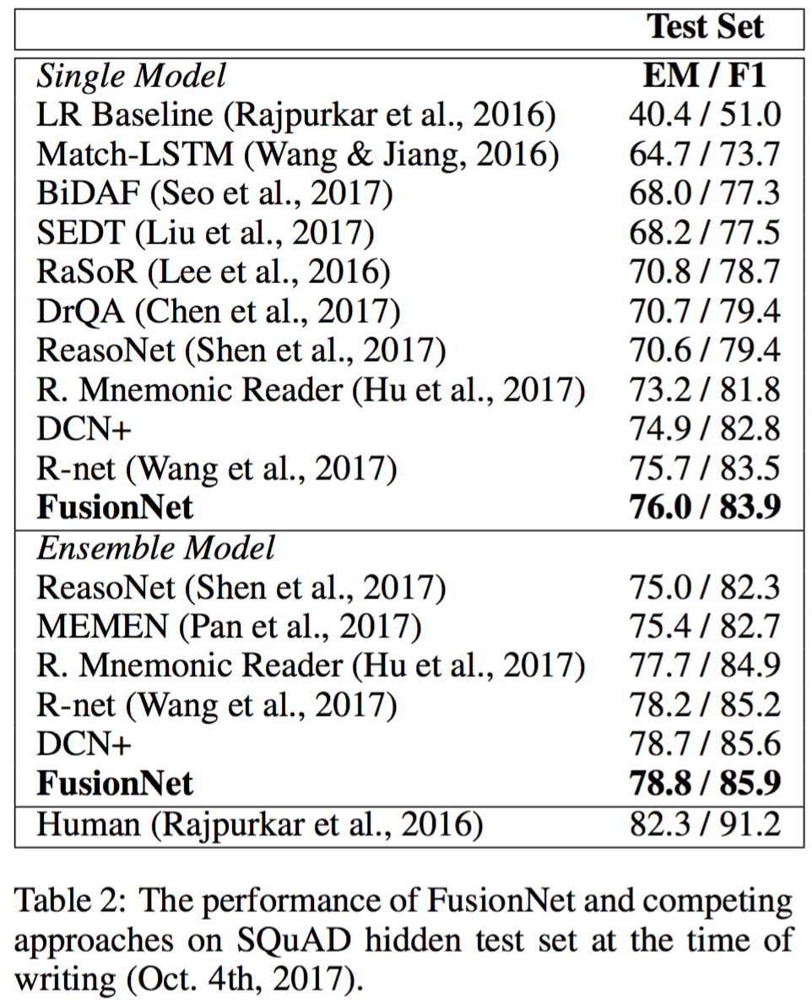 Test Set
Single Model EM / F1
LR Baseline (Rajpurkar et al., 2016) 40.4 / 51.0
Match-LSTM (Wang & Jiang, 2016) 64.7 / 73.7
BiDAF (Seo et al., 2017) 68.0 / 77.3
SEDT (Liu et al., 2017) 68.2 / 77.5
RaSoR (Lee et al., 2016) 70.8 / 78.7
DrQA (Chen et al., 2017) 70.7 / 79.4
ReasoNet (Shen et al., 2017) 70.6 / 79.4
R. Mnemonic Reader (Hu et al., 2017) 73.2 / 81.8
DCN+ 74.9 / 82.8
R-net (Wang et al., 2017) 75.7 / 83.5
FusionNet 76.0 / 83.9
Ensemble Model
ReasoNet (Shen et al., 2017) 75.0 / 82.3
MEMEN (Pan et al., 2017) 75.4 / 82.7
R. Mnemonic Reader (Hu et al., 2017) 77.7 / 84.9
R-net (Wang et al., 2017) 78.2 / 85.2
DCN+ 78.7 / 85.6
FusionNet 78.8 / 85.9
Human (Rajpurkar et al., 2016) 82.3 / 91.2
Table 2: The performance of FusionNet and competing
approaches on SQuAD hidden test set at the time of
writing (Oct. 4th, 2017).